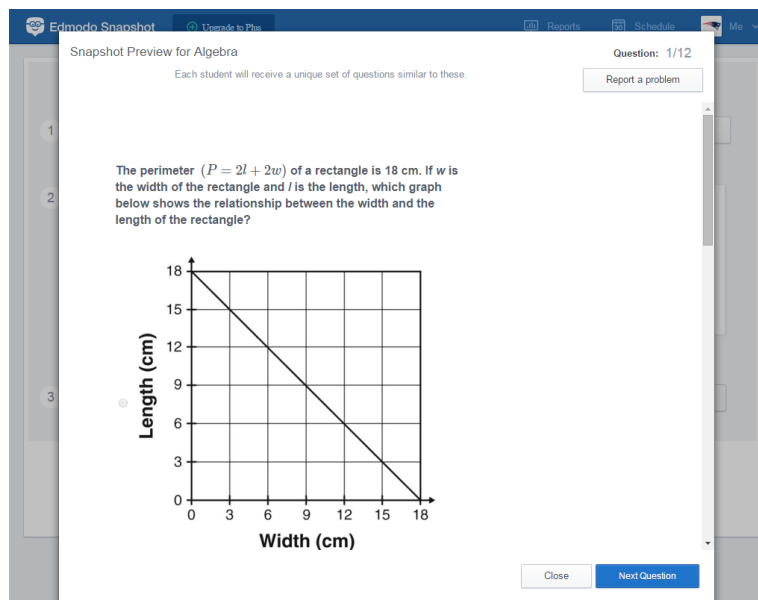 Edmodo Snapshot
Upgrade to Plus
Reports
Schedule
Me
Snapshot Preview for Algebra
Question: 1/12
Each student will receive a unique set of questions similar to these.
Report a problem
1
2
3
The perimeter (P = 2l + 2w) of a rectangle is 18 cm. If w is
the width of the rectangle and l is the length, which graph
below shows the relationship between the width and the
length of the rectangle?
Length (cm)
18
15
12
9
6
3
0
0 3 6 9 12 15 18
Width (cm)
Close
Next Question